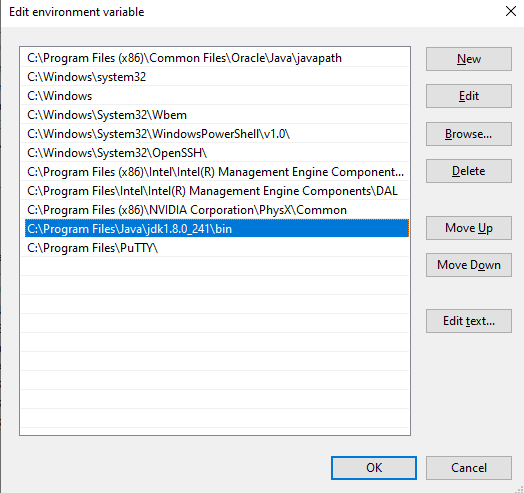 Edit environment variable
C:\Program Files (x86)\Common Files\Oracle\Java\javapath
C:\Windows\system32
C:\Windows
C:\Windows\System32\Wbem
C:\Windows\System32\WindowsPowerShell\v1.0\
C:\Windows\System32\OpenSSH\
C:\Program Files (x86)\Intel\Intel(R) Management Engine Component...
C:\Program Files\Intel\Intel(R) Management Engine Components\DAL
C:\Program Files (x86)\NVIDIA Corporation\PhysX\Common
C:\Program Files\Java\jdk1.8.0_241\bin
C:\Program Files\PuTTY\
New
Edit
Browse...
Delete
Move Up
Move Down
Edit text...
OK
Cancel